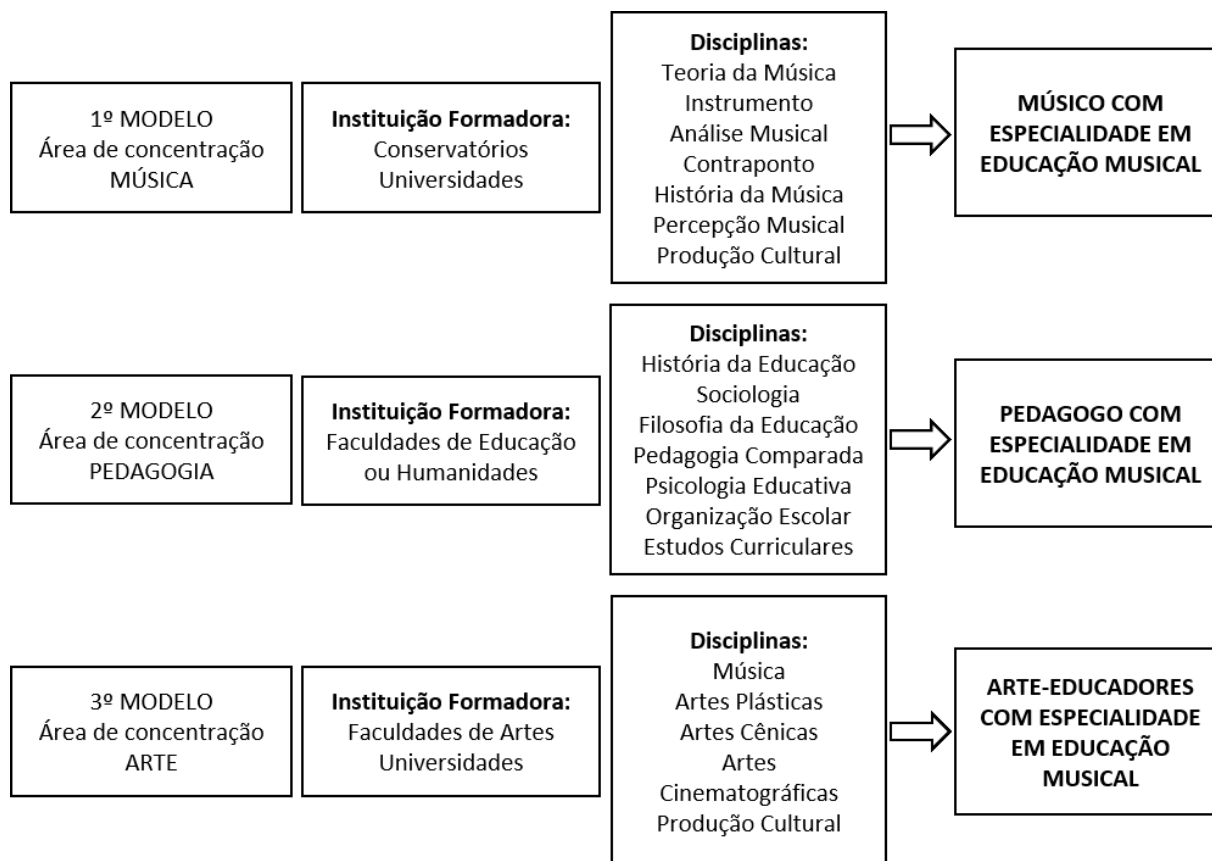 1º MODELO
Área de concentração
MÚSICA
Instituição Formadora:
Conservatórios
Universidades
Disciplinas:
Teoria da Música
Instrumento
Análise Musical
Contraponto
História da Música
Percepção Musical
Produção Cultural
MÚSICO COM
ESPECIALIDADE EM
EDUCAÇÃO MUSICAL
2º MODELO
Área de concentração
PEDAGOGIA
Instituição Formadora:
Faculdades de Educação
ou Humanidades
Disciplinas:
História da Educação
Sociologia
Filosofia da Educação
Pedagogia Comparada
Psicologia Educativa
Organização Escolar
Estudos Curriculares
PEDAGOGO COM
ESPECIALIDADE EM
EDUCAÇÃO MUSICAL
3º MODELO
Área de concentração
ARTE
Instituição Formadora:
Faculdades de Artes
Universidades
Disciplinas:
Música
Artes Plásticas
Artes Cênicas
Artes
Cinematográficas
Produção Cultural
ARTE-EDUCADORES
COM ESPECIALIDADE
EM EDUCAÇÃO
MUSICAL